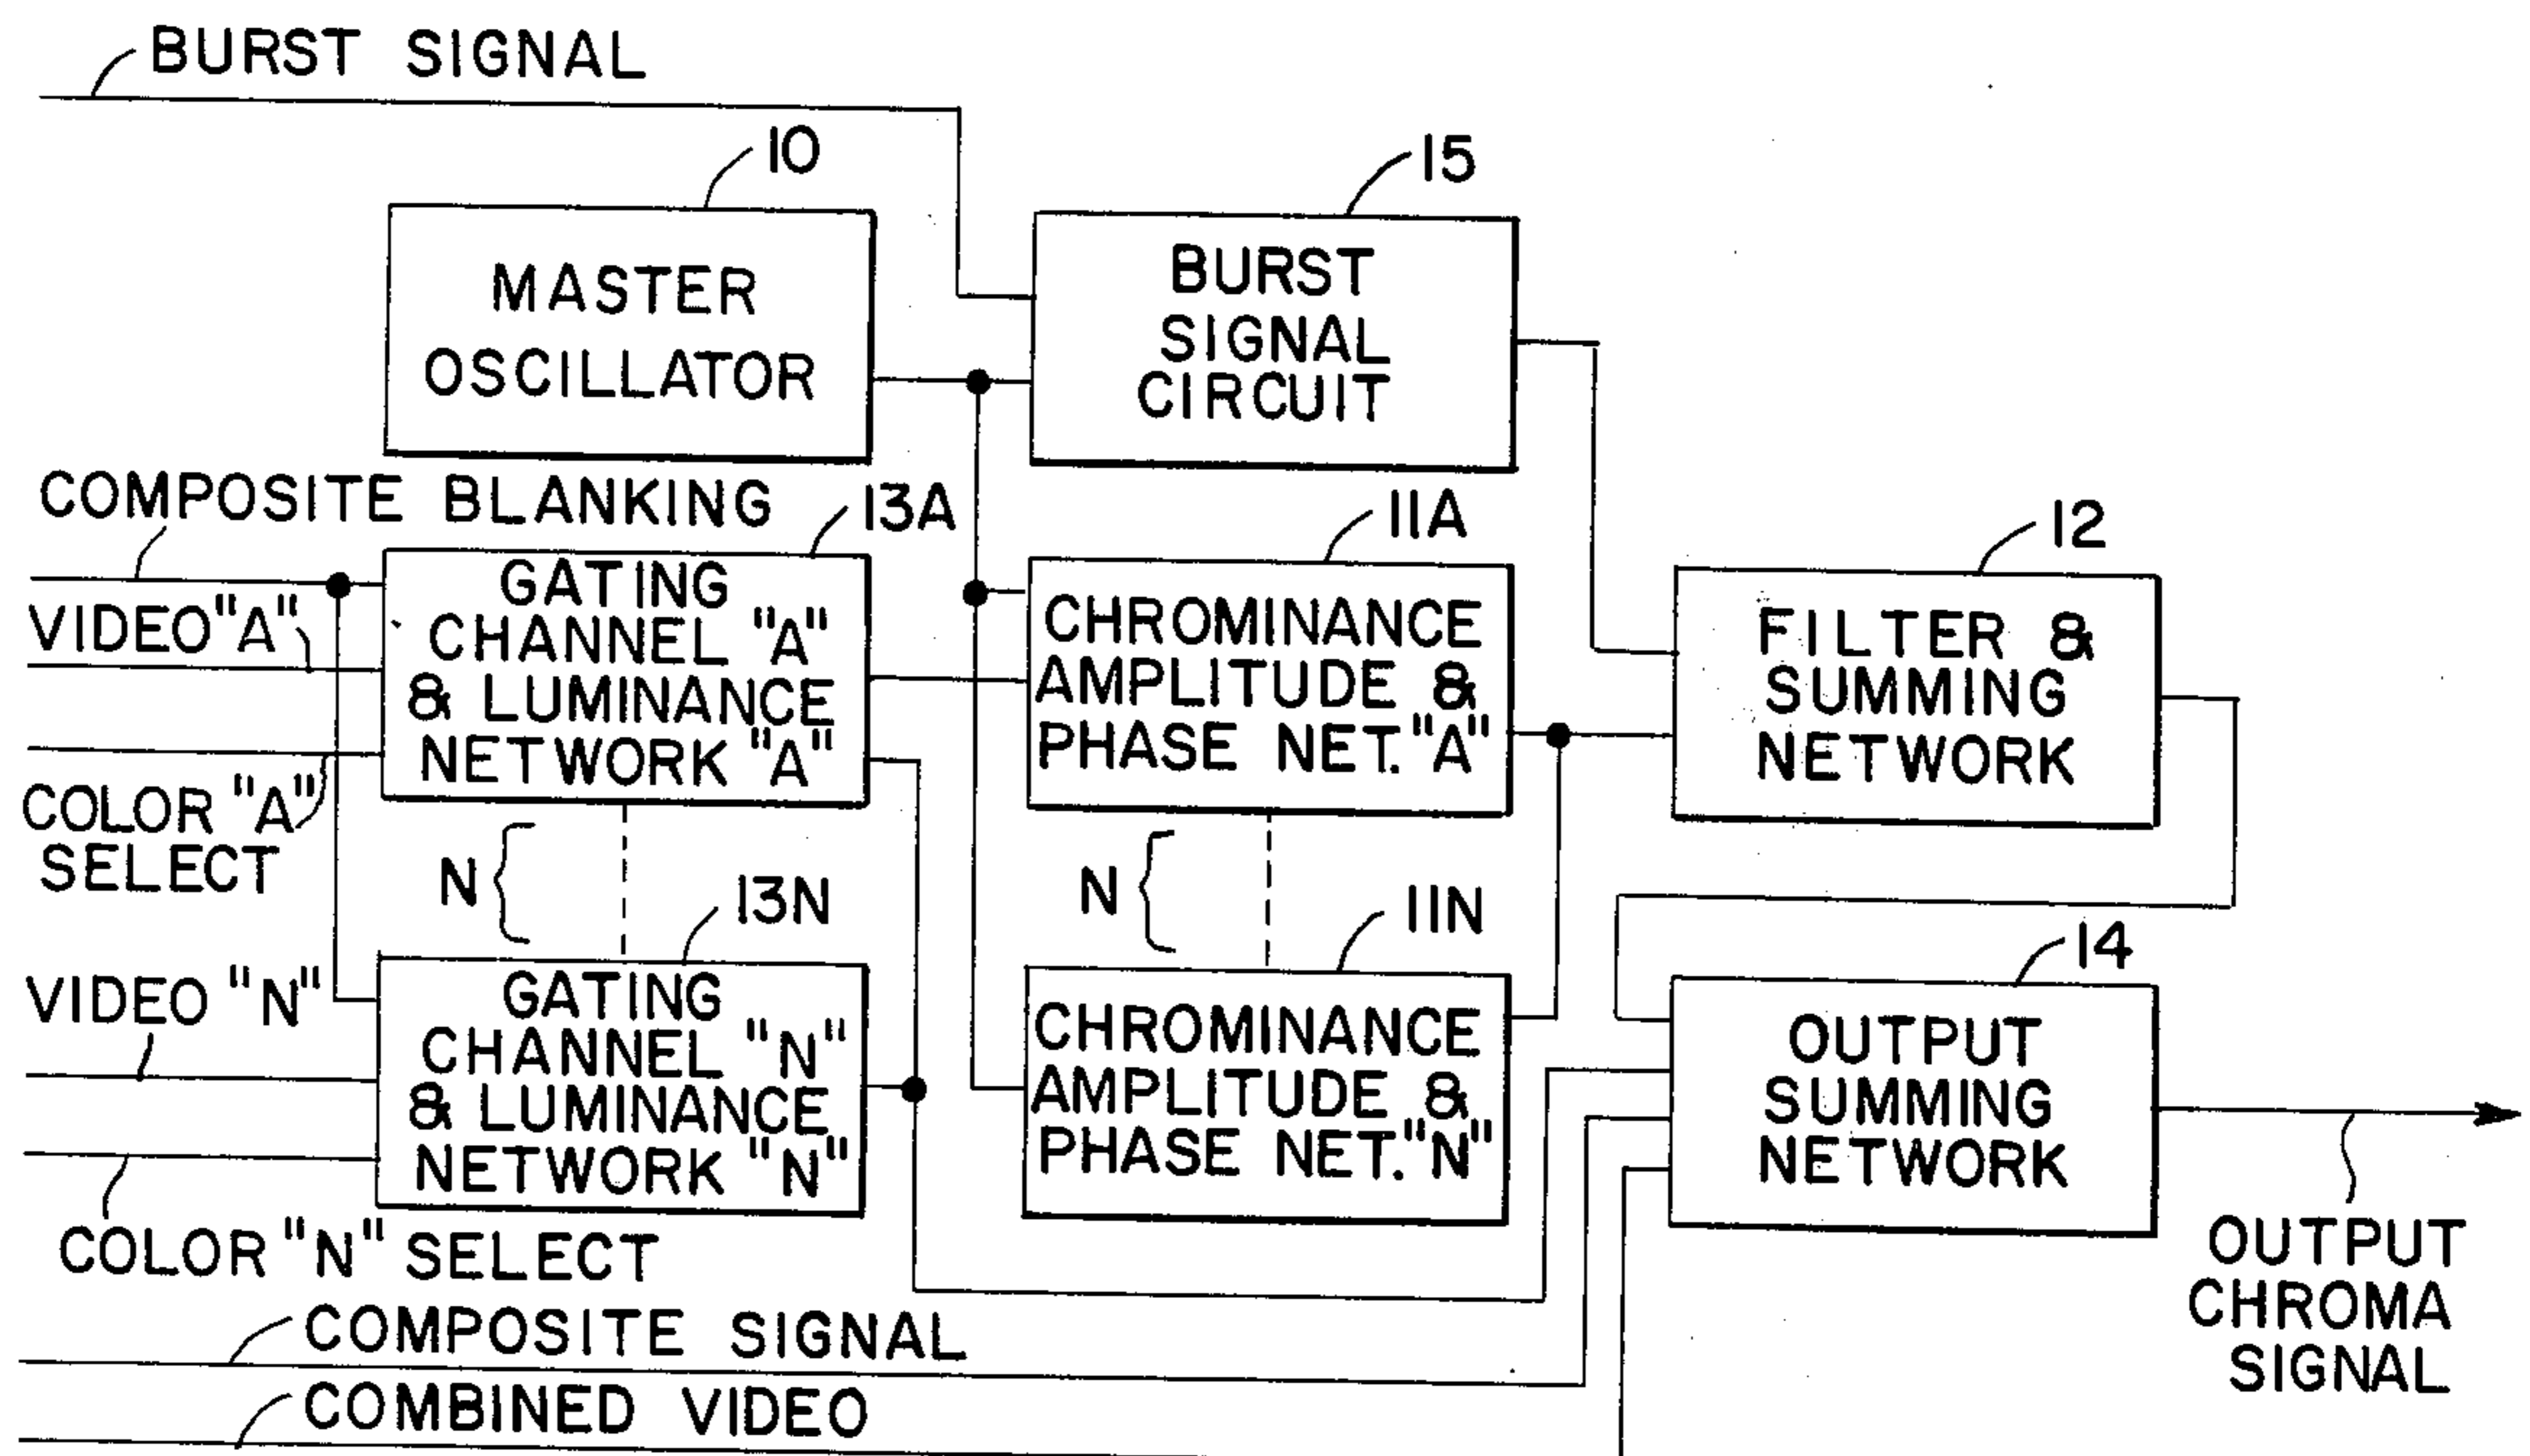 BURST SIGNAL
10
15
MASTER
OSCILLATOR
BURST
SIGNAL
CIRCUIT
COMPOSITE BLANKING
13A
11A
12
VIDEO "A"
COLOR "A"
SELECT
GATING
CHANNEL "A"
& LUMINANCE
NETWORK "A"
CHROMINANCE
AMPLITUDE &
PHASE NET. "A"
FILTER &
SUMMING
NETWORK
N
13N
N
11N
14
VIDEO "N"
GATING
CHANNEL "N"
& LUMINANCE
NETWORK "N"
CHROMINANCE
AMPLITUDE &
PHASE NET. "N"
OUTPUT
SUMMING
NETWORK
COLOR "N" SELECT
OUTPUT
CHROMA
SIGNAL
COMPOSITE SIGNAL
COMBINED VIDEO